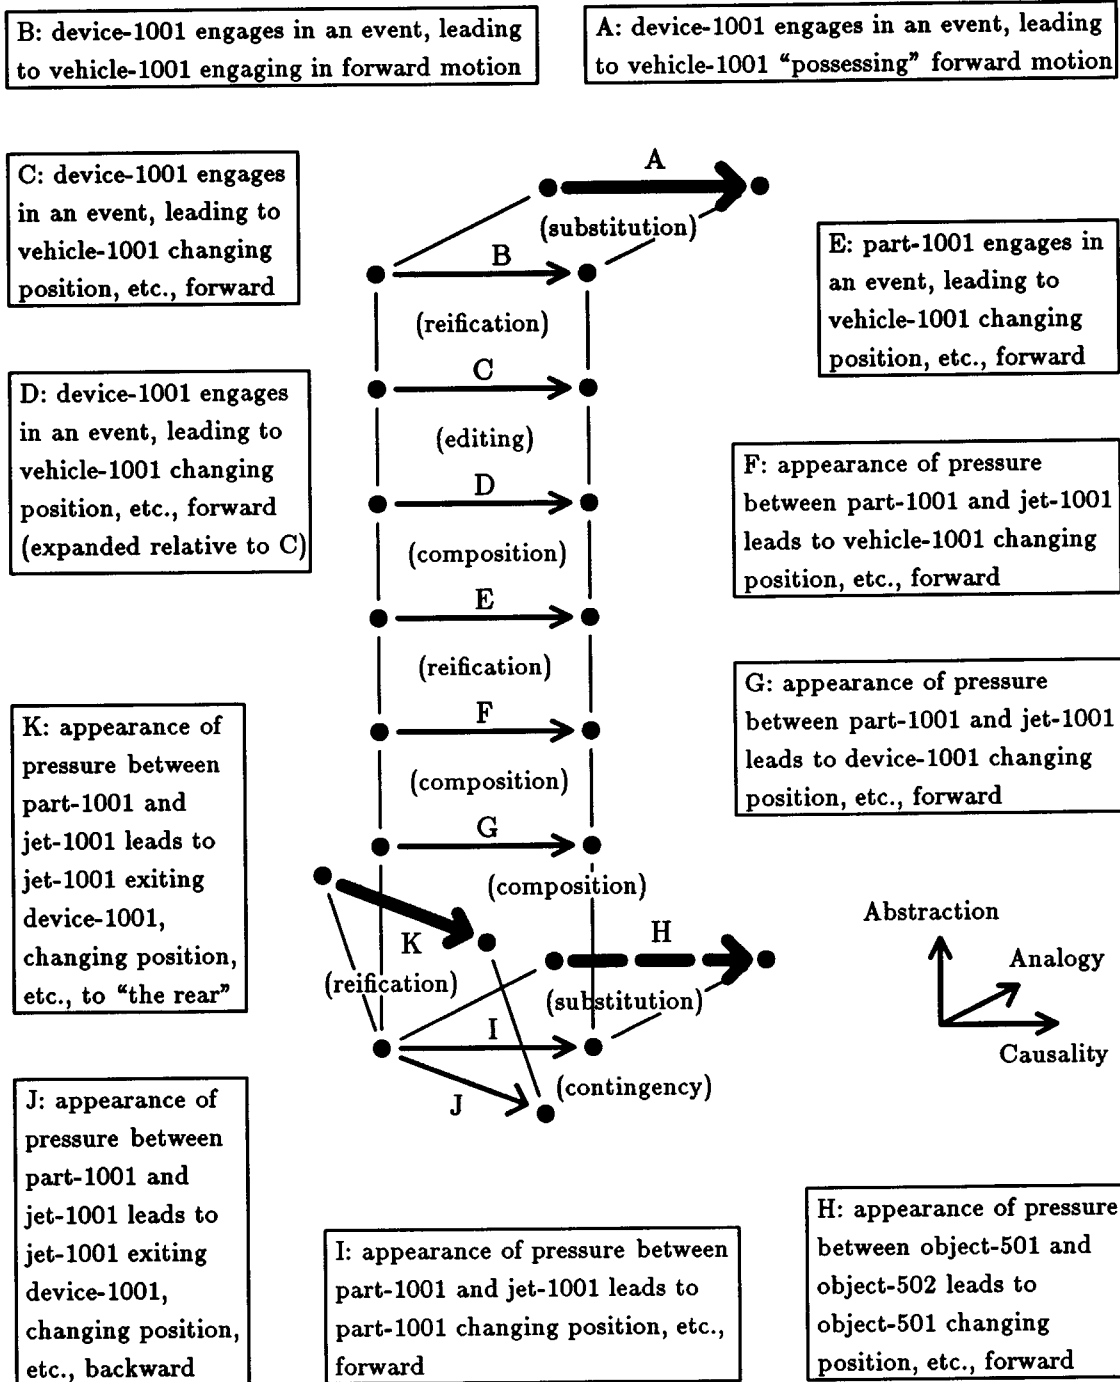 B: device-1001 engages in an event, leading
to vehicle-1001 engaging in forward motion
A: device-1001 engages in an event, leading
to vehicle-1001 “possessing” forward motion
C: device-1001 engages
in an event, leading to
vehicle-1001 changing
position, etc., forward
A
(substitution)
B
(reification)
E: part-1001 engages in
an event, leading to
vehicle-1001 changing
position, etc., forward
C
(editing)
D: device-1001 engages
in an event, leading to
vehicle-1001 changing
position, etc., forward
(expanded relative to C)
D
(composition)
F: appearance of pressure
between part-1001 and jet-1001
leads to vehicle-1001 changing
position, etc., forward
E
(reification)
G: appearance of pressure
between part-1001 and jet-1001
leads to device-1001 changing
position, etc., forward
F
(composition)
K: appearance of
pressure between
part-1001 and
jet-1001 leads to
jet-1001 exiting
device-1001,
changing position,
etc., to “the rear”
G
(composition)
K
(reification)
H
(substitution)
Abstraction
Analogy
Causality
I
J
(contingency)
J: appearance of
pressure between
part-1001 and
jet-1001 leads to
jet-1001 exiting
device-1001,
changing position,
etc., backward
I: appearance of pressure between
part-1001 and jet-1001 leads to
part-1001 changing position, etc.,
forward
H: appearance of pressure
between object-501 and
object-502 leads to
object-501 changing
position, etc., forward